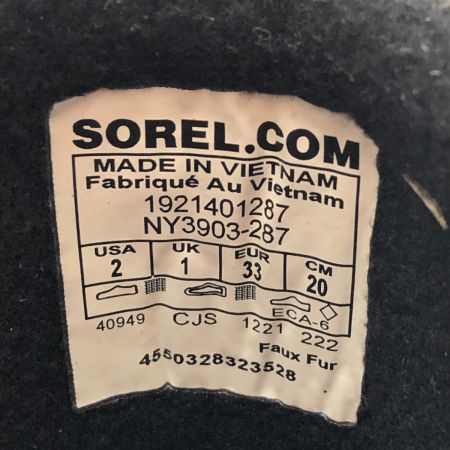 SOREL.COM
MADE IN VIETNAM
Fabriqué Au Vietnam
1921401287
NY3903-287
USA UK EUR CM
2 1 33 20
ECA-6
40949 CJS 1221 222
Faux Fur
4550328323528